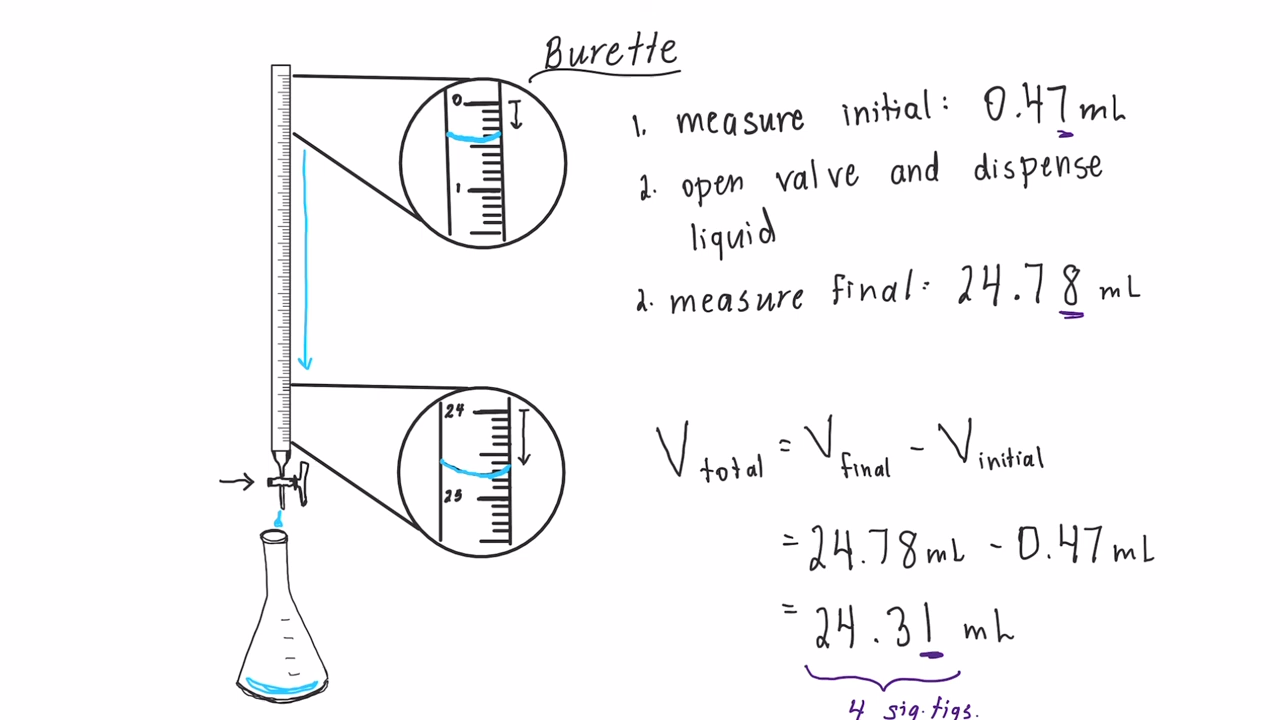 Burette
0
1
24
25
1. measure initial: 0.47 mL
2. open valve and dispense
liquid
2. measure final: 24.78 mL
V total = V final - V initial
= 24.78 mL - 0.47 mL
= 24.31 mL
4 sig.figs.